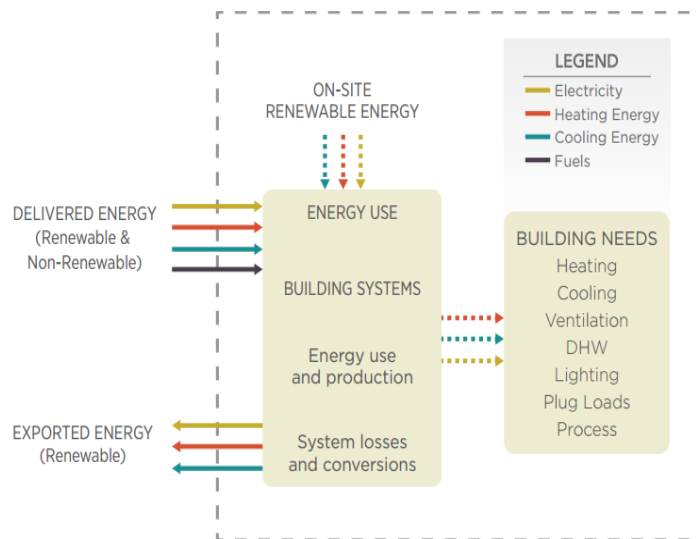 LEGEND
Electricity
Heating Energy
Cooling Energy
Fuels
ON-SITE
RENEWABLE ENERGY
DELIVERED ENERGY
(Renewable &
Non-Renewable)
ENERGY USE
BUILDING SYSTEMS
Energy use
and production
System losses
and conversions
EXPORTED ENERGY
(Renewable)
BUILDING NEEDS
Heating
Cooling
Ventilation
DHW
Lighting
Plug Loads
Process